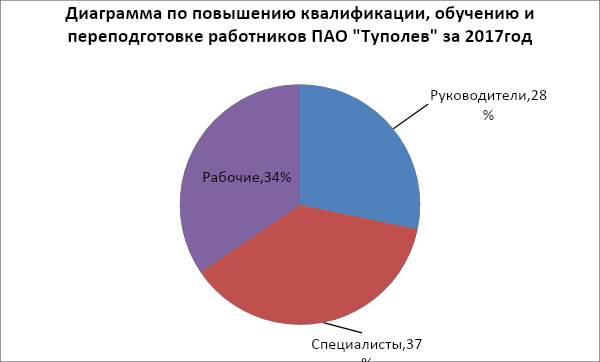 Диаграмма по повышению квалификации, обучению и
переподготовке работников ПАО "Туполев" за 2017год
Руководители,28
%
Рабочие,34%
Специалисты,37
%